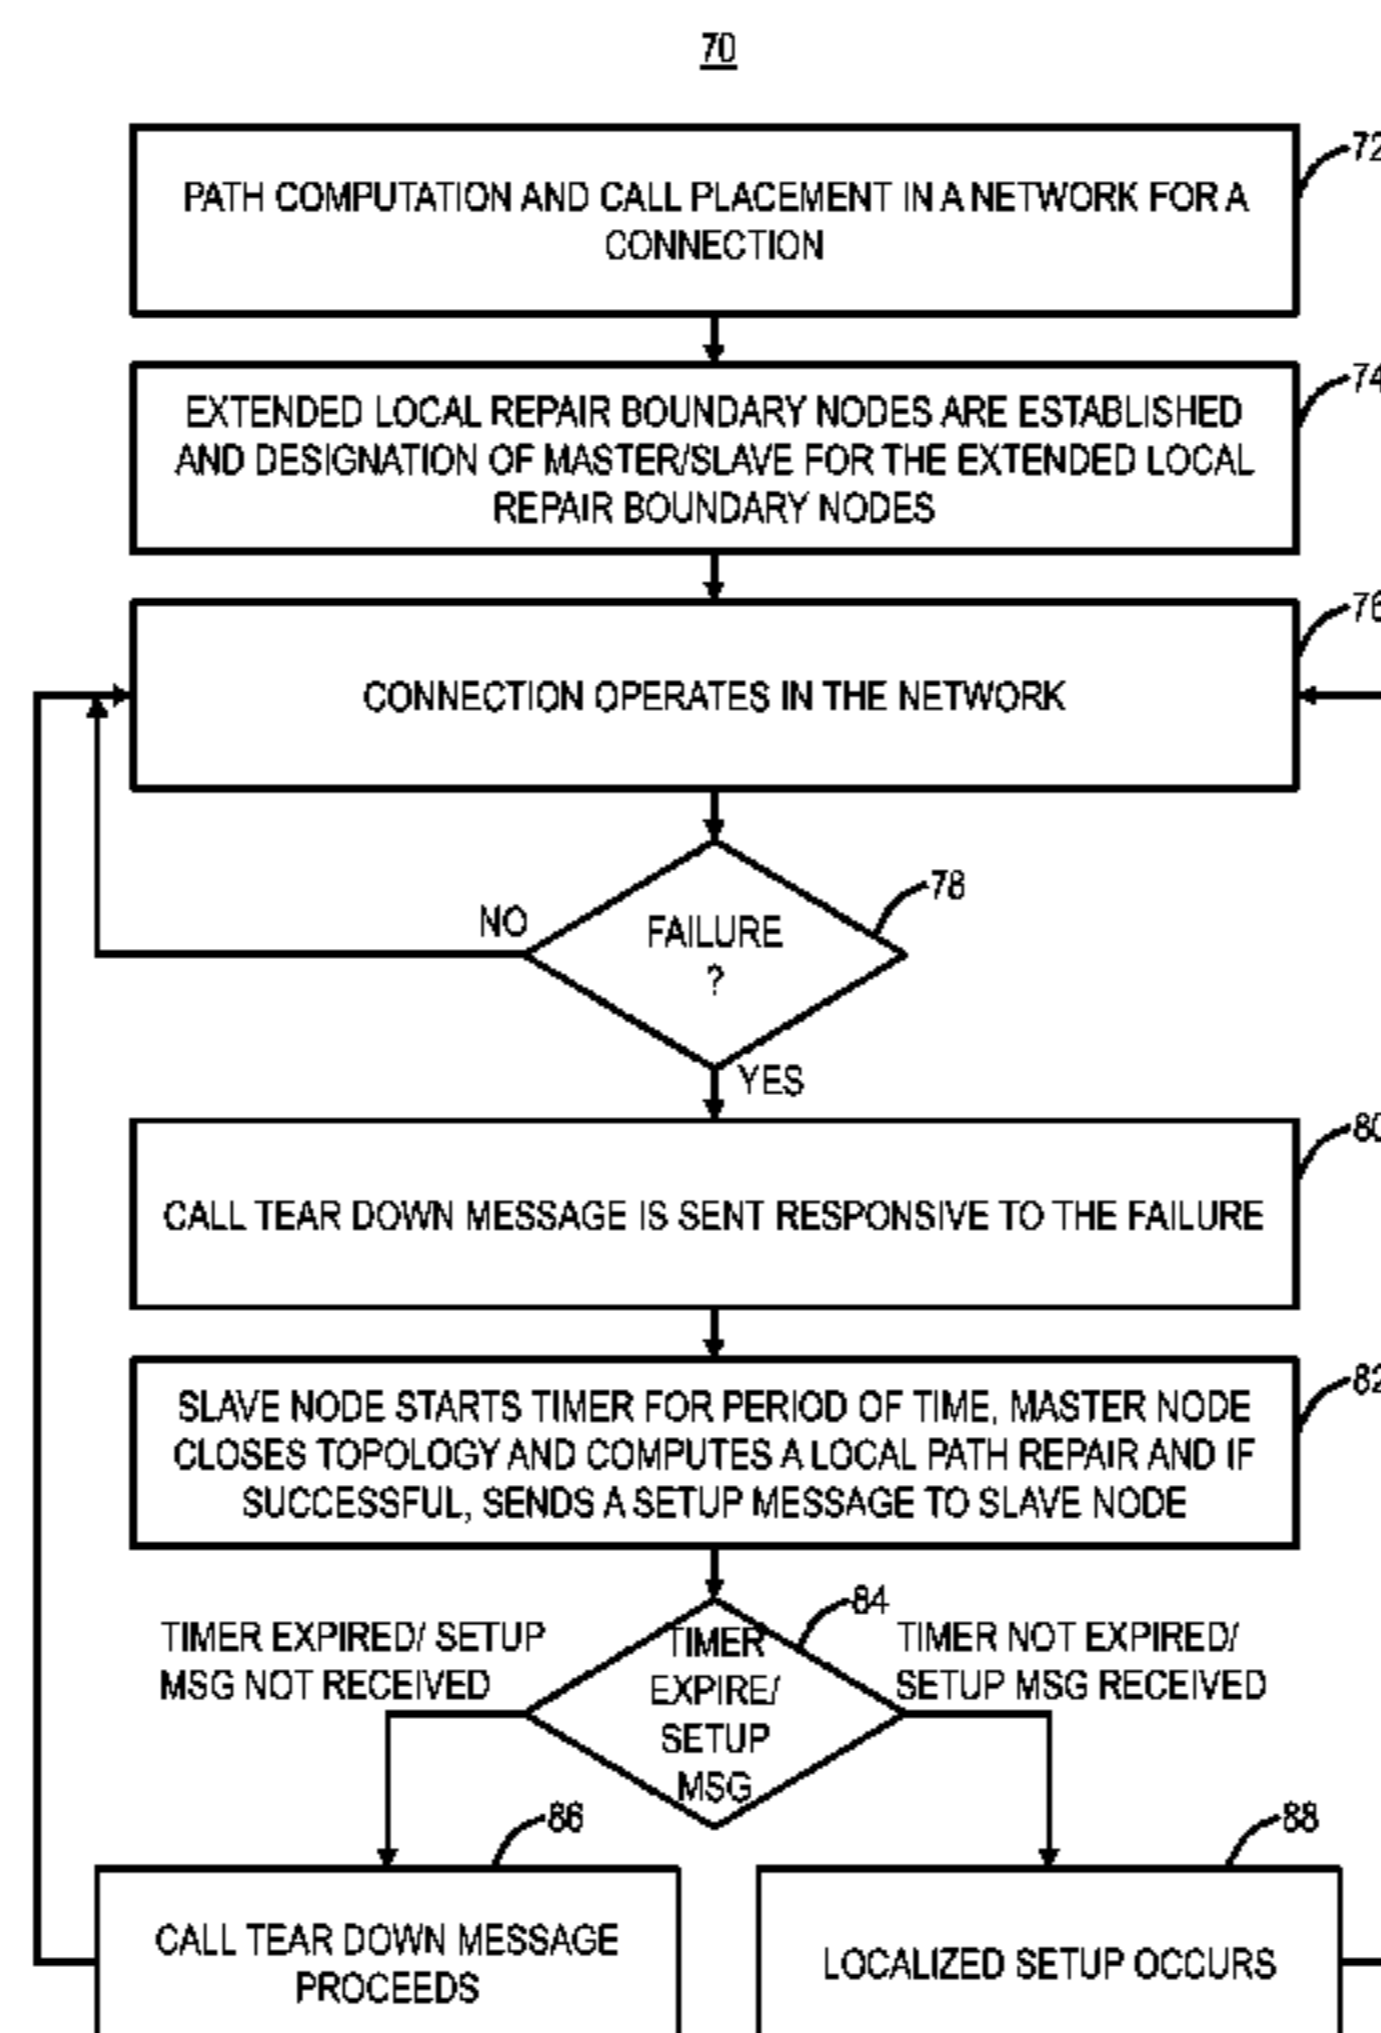 70
PATH COMPUTATION AND CALL PLACEMENT IN A NETWORK FOR A
CONNECTION
72
EXTENDED LOCAL REPAIR BOUNDARY NODES ARE ESTABLISHED
AND DESIGNATION OF MASTER/SLAVE FOR THE EXTENDED LOCAL
REPAIR BOUNDARY NODES
74
CONNECTION OPERATES IN THE NETWORK
76
FAILURE
?
78
NO
YES
CALL TEAR DOWN MESSAGE IS SENT RESPONSIVE TO THE FAILURE
80
SLAVE NODE STARTS TIMER FOR PERIOD OF TIME, MASTER NODE
CLOSES TOPOLOGY AND COMPUTES A LOCAL PATH REPAIR AND IF
SUCCESSFUL, SENDS A SETUP MESSAGE TO SLAVE NODE
82
TIMER EXPIRED/ SETUP
MSG NOT RECEIVED
TIMER
EXPIRE/
SETUP
MSG
84
TIMER NOT EXPIRED/
SETUP MSG RECEIVED
86
CALL TEAR DOWN MESSAGE
PROCEEDS
88
LOCALIZED SETUP OCCURS